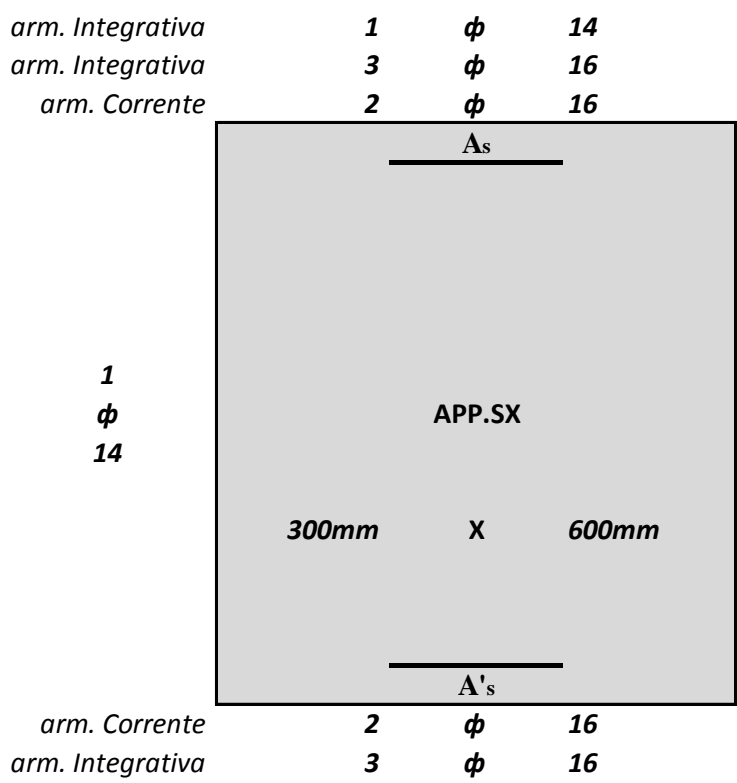 arm. Integrativa 1 ф 14
arm. Integrativa 3 ф 16
arm. Corrente 2 ф 16
As
1
ф
14
APP.SX
300mm X 600mm
A's
arm. Corrente 2 ф 16
arm. Integrativa 3 ф 16